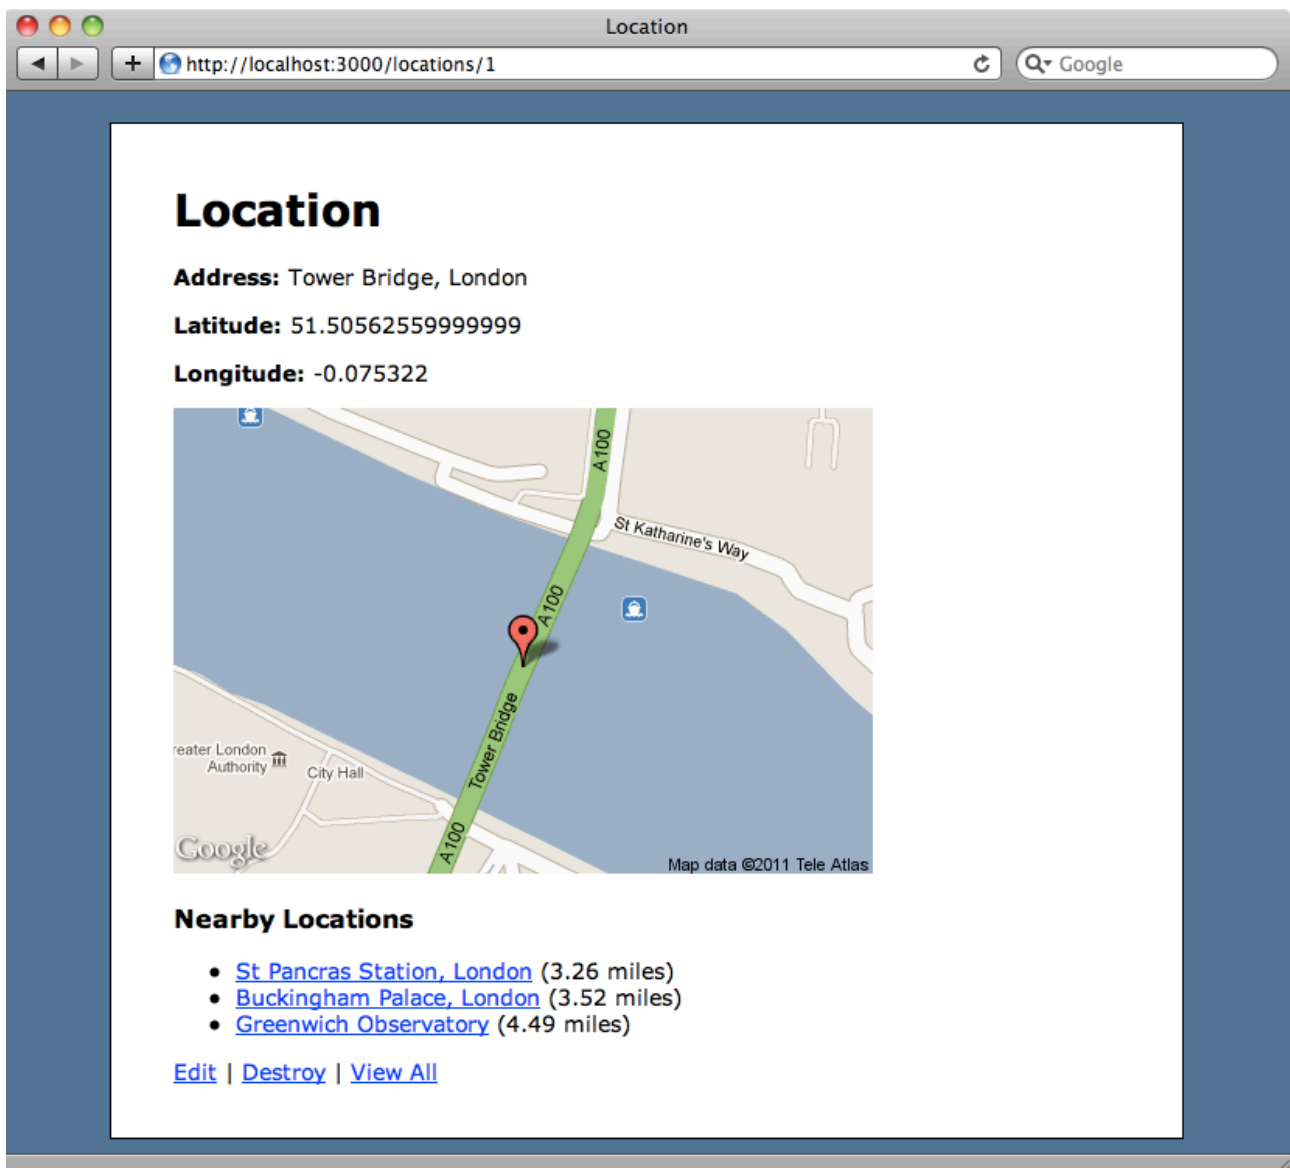 Location
http://localhost:3000/locations/1
Google
Location
Address: Tower Bridge, London
Latitude: 51.50562559999999
Longitude: -0.075322
A100
St Katharine's Way
A100
Tower Bridge
reater London
Authority
City Hall
A100
Google
Map data ©2011 Tele Atlas
Nearby Locations
• St Pancras Station, London (3.26 miles)
• Buckingham Palace, London (3.52 miles)
• Greenwich Observatory (4.49 miles)
Edit | Destroy | View All